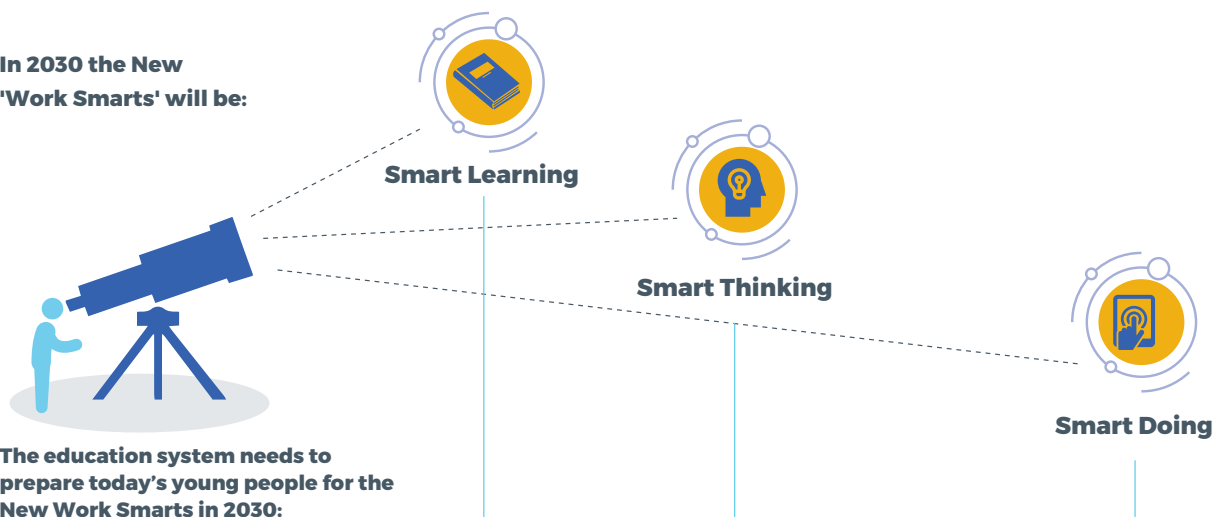 In 2030 the New
'Work Smarts' will be:
Smart Learning
Smart Thinking
Smart Doing
The education system needs to
prepare today’s young people for the
New Work Smarts in 2030: